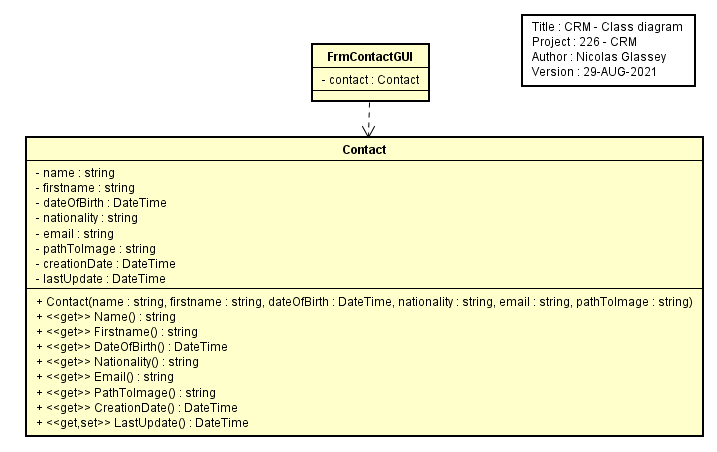 Title : CRM - Class diagram
Project : 226 - CRM
Author : Nicolas Glassey
Version : 29-AUG-2021
FrmContactGUI
- contact : Contact
Contact
- name : string
- firstname : string
- dateOfBirth : DateTime
- nationality : string
- email : string
- pathToImage : string
- creationDate : DateTime
- lastUpdate : DateTime
+ Contact(name : string, firstname : string, dateOfBirth : DateTime, nationality : string, email : string, pathToImage : string)
+ <<get>> Name() : string
+ <<get>> Firstname() : string
+ <<get>> DateOfBirth() : DateTime
+ <<get>> Nationality() : string
+ <<get>> Email() : string
+ <<get>> PathToImage() : string
+ <<get>> CreationDate() : DateTime
+ <<get,set>> LastUpdate() : DateTime